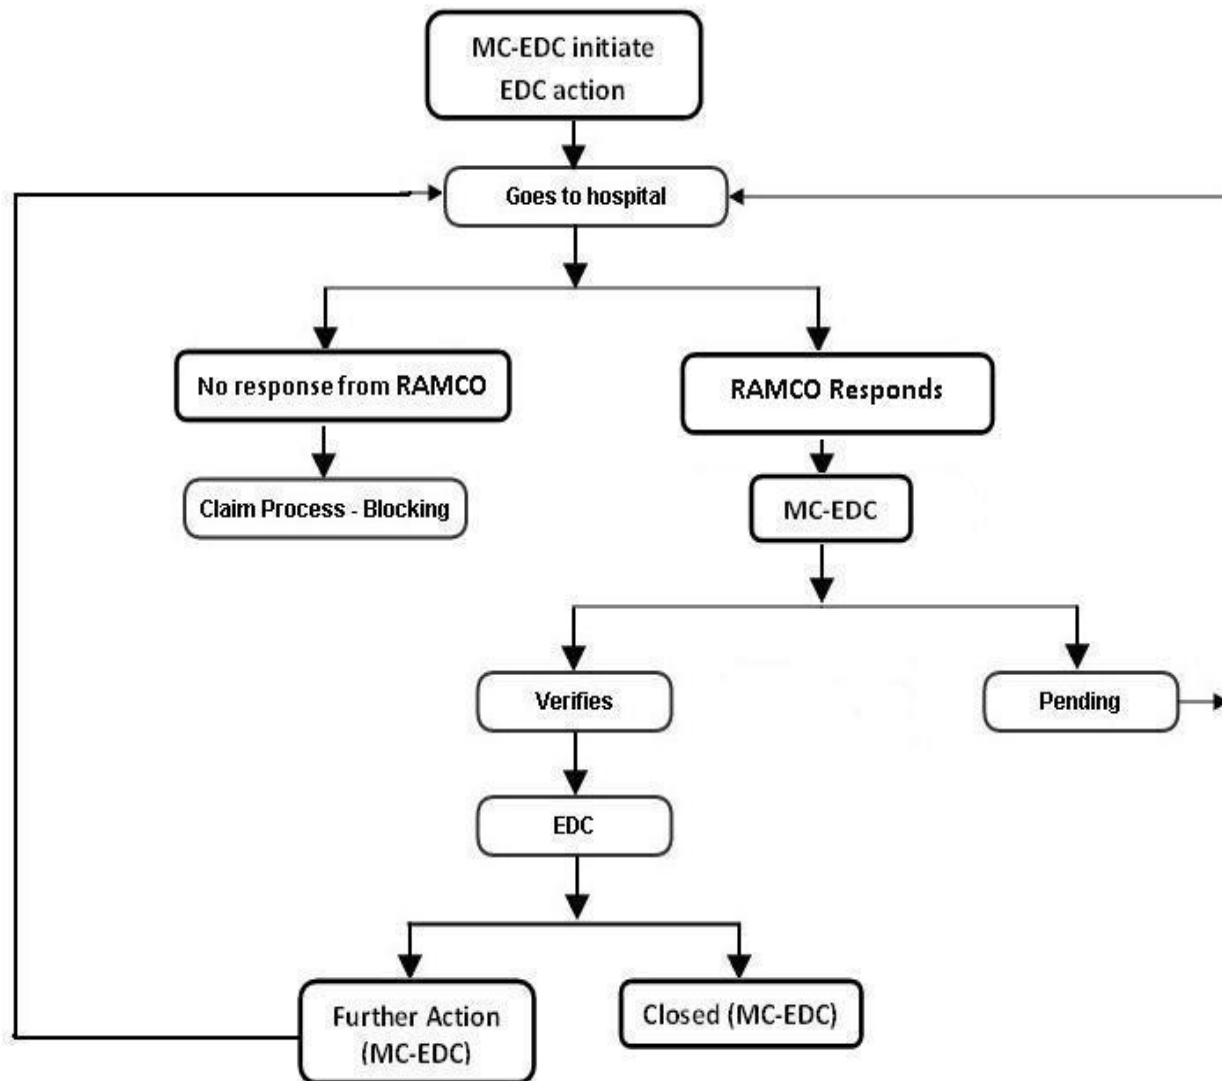 MC-EDC initiate
EDC action
Goes to hospital
No response from RAMCO
RAMCO Responds
Claim Process - Blocking
MC-EDC
Verifies
Pending
EDC
Further Action
(MC-EDC)
Closed (MC-EDC)